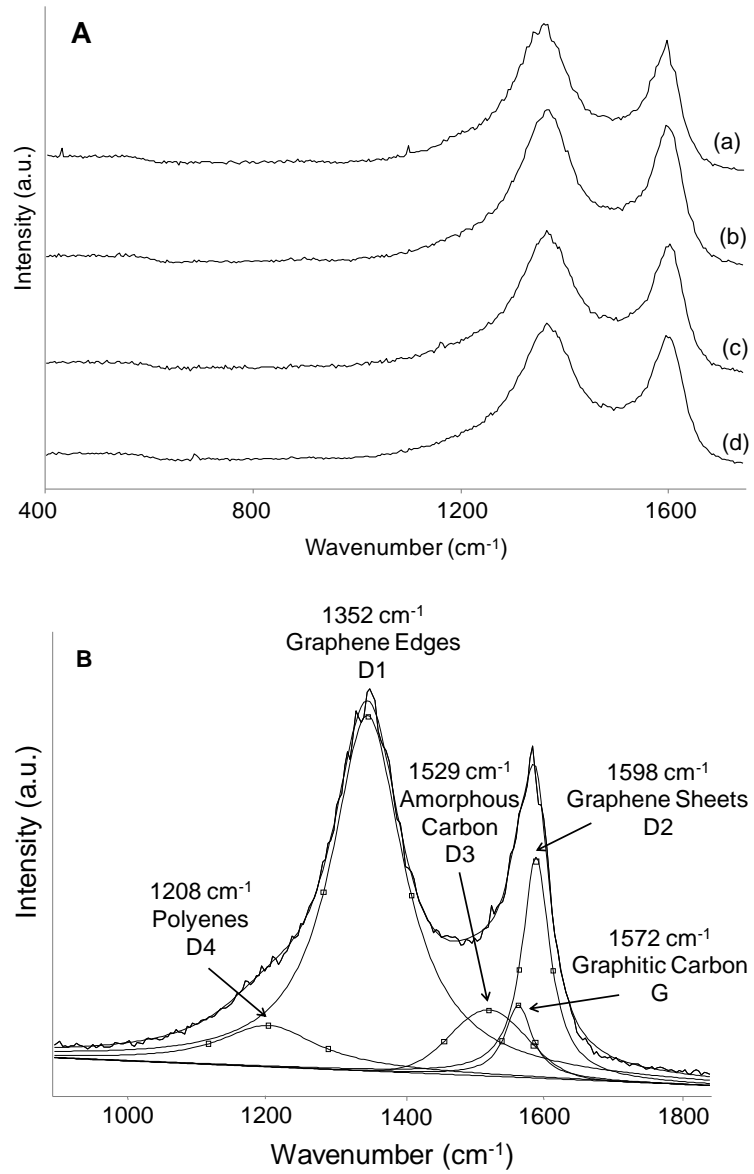 A
Intensity (a.u.)
(a)
(b)
(c)
(d)
400
800
1200
1600
Wavenumber (cm⁻¹)
B
Intensity (a.u.)
1352 cm⁻¹
Graphene Edges
D1
1529 cm⁻¹
Amorphous
Carbon
D3
1598 cm⁻¹
Graphene Sheets
D2
1208 cm⁻¹
Polyenes
D4
1572 cm⁻¹
Graphitic Carbon
G
1000
1200
1400
1600
1800
Wavenumber (cm⁻¹)